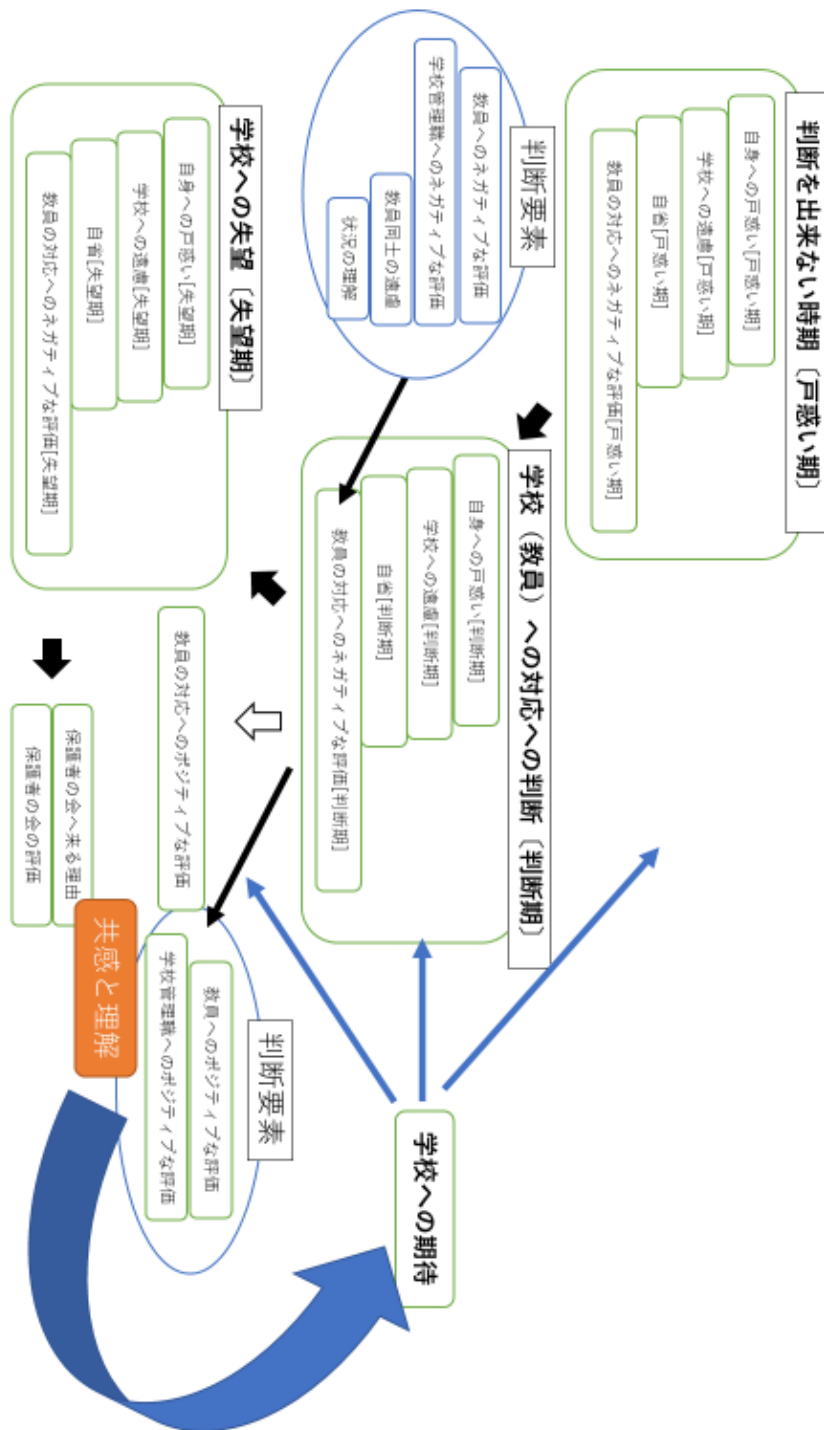 判断を出来ない時期〔戸惑い期〕
自身への戸惑い[戸惑い期]
学校への遠慮[戸惑い期]
自省[戸惑い期]
教員の対応へのネガティブな評価[戸惑い期]
判断要素
教員へのネガティブな評価
学校管理職へのネガティブな評価
教員同士の遠慮
状況の理解
学校（教員）への対応への判断〔判断期〕
自身への戸惑い[判断期]
学校への遠慮[判断期]
自省[判断期]
教員の対応へのネガティブな評価[判断期]
学校への期待
学校への失望〔失望期〕
自身への戸惑い[失望期]
学校への遠慮[失望期]
自省[失望期]
教員の対応へのネガティブな評価[失望期]
教員の対応へのポジティブな評価
判断要素
教員へのポジティブな評価
学校管理職へのポジティブな評価
保護者の会へ来る理由
保護者の会の評価
共感と理解